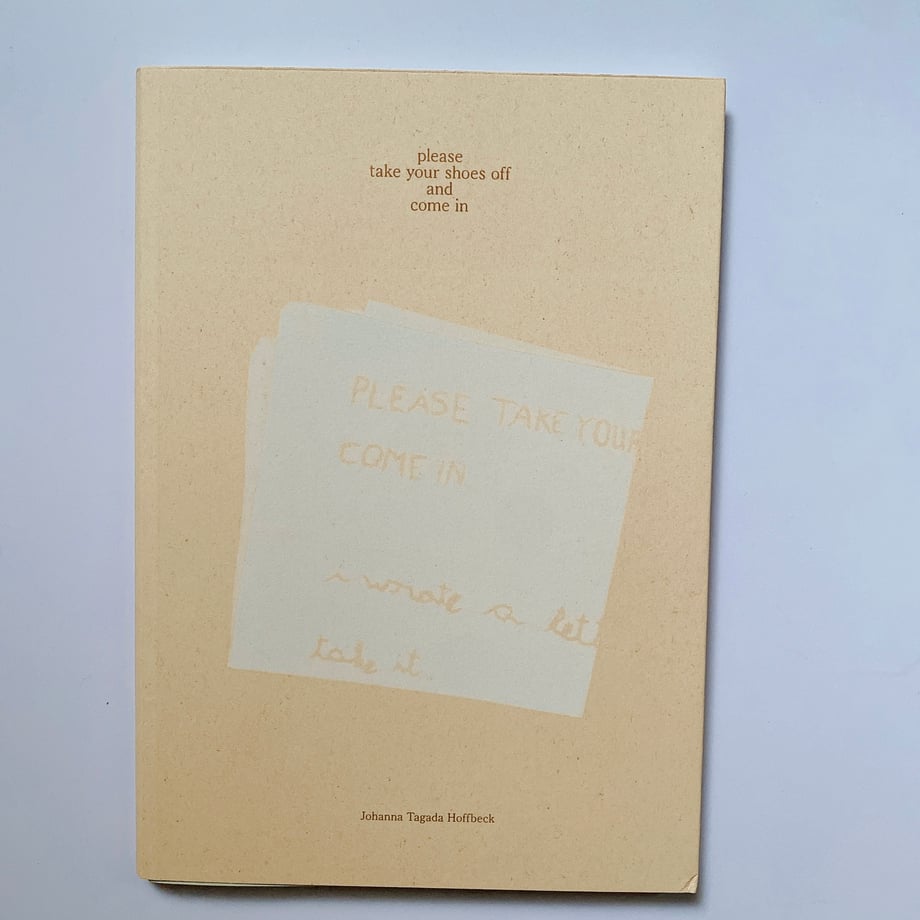 please
take your shoes off
and
come in
PLEASE TAKE YOUR
COME IN.
i wrote a lett
take it.
Johanna Tagada Hoffbeck